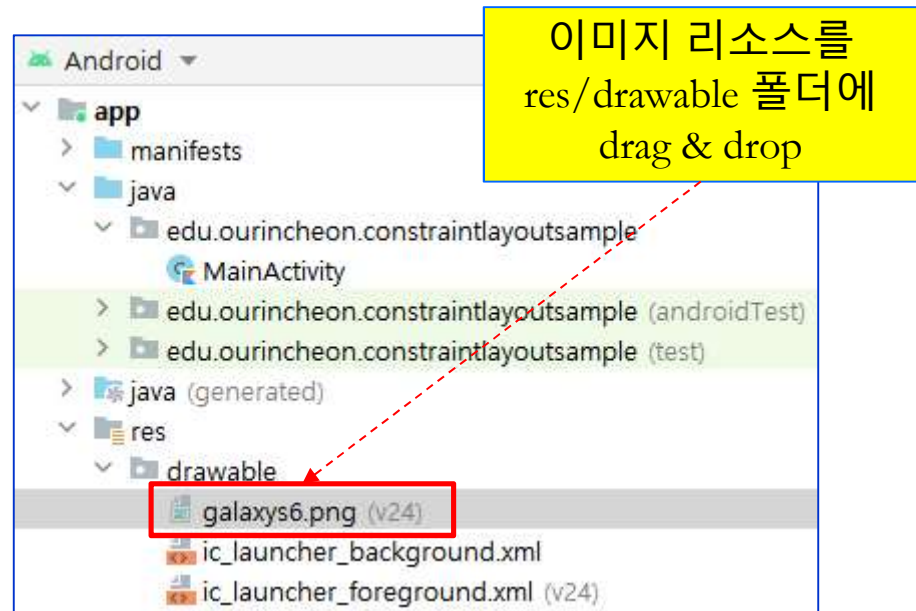 이미지 리소스를
res/drawable 폴더에
drag & drop
Android
app
manifests
java
edu.ourincheon.constraintlayoutsample
MainActivity
edu.ourincheon.constraintlayoutsample (androidTest)
edu.ourincheon.constraintlayoutsample (test)
java (generated)
res
drawable
galaxys6.png (v24)
ic_launcher_background.xml
ic_launcher_foreground.xml (v24)